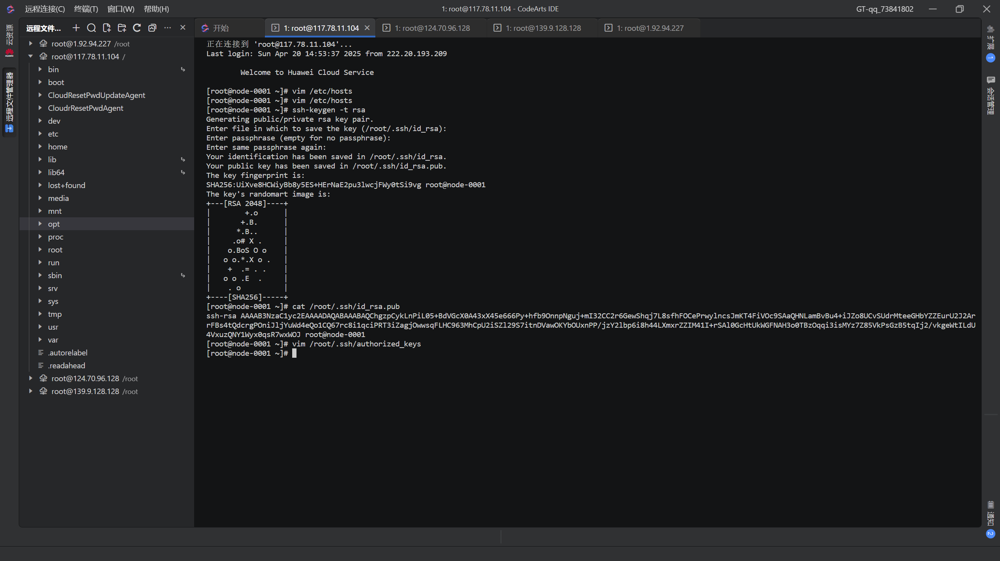 远程连接(C) 终端(T) 窗口(W) 帮助(H)
1: root@117.78.11.104 - CodeArts IDE
GT-qq_73841802
云资源
HUAWEI
远程文件管理器
远程文件...
root@1.92.94.227 /root
root@117.78.11.104 /
bin
boot
CloudResetPwdUpdateAgent
CloudrResetPwdAgent
dev
etc
home
lib
lib64
lost+found
media
mnt
opt
proc
root
run
sbin
srv
sys
tmp
usr
var
.autorelabel
.readahead
root@124.70.96.128 /root
root@139.9.128.128 /root
开始
1: root@117.78.11.104
1: root@124.70.96.128
1: root@139.9.128.128
1: root@1.92.94.227
正在连接到 'root@117.78.11.104'...
Last login: Sun Apr 20 14:53:37 2025 from 222.20.193.209
Welcome to Huawei Cloud Service
[root@node-0001 ~]# vim /etc/hosts
[root@node-0001 ~]# vim /etc/hosts
[root@node-0001 ~]# ssh-keygen -t rsa
Generating public/private rsa key pair.
Enter file in which to save the key (/root/.ssh/id_rsa):
Enter passphrase (empty for no passphrase):
Enter same passphrase again:
Your identification has been saved in /root/.ssh/id_rsa.
Your public key has been saved in /root/.ssh/id_rsa.pub.
The key fingerprint is:
SHA256:UiXve8HCWiyBb8y5ES+HErNaE2pu3lwcjFWy0tSi9vg root@node-0001
The key's randomart image is:
+---[RSA 2048]----+
|        +.o      |
|       +.B.      |
|      *.B..      |
|     .o# X .     |
|    o.BoS O o    |
|   o o.*.X o .   |
|    +  .= . .    |
|   o o .E  .     |
|    . o          |
+----[SHA256]-----+
[root@node-0001 ~]# cat /root/.ssh/id_rsa.pub
ssh-rsa AAAAB3NzaC1yc2EAAAADAQABAAABAQChgzpCykLnPiL05+BdVGcX0A43xX45e666Py+hfb9OnnpNguj+mI32CC2r6GewShqj7L8sfhFOCePrwylncsJmKT4FiVOc9SAaQHNLamBvBu4+iJZo8UCvSUdrMteeGHbYZZEurU2J2Ar
rFBs4tQdcrgPOniJljYuWd4eQo1CQ67rc8i1qciPRT3iZagjOwwsqFLHC963MhCpU2iSZl29S7itnDVawOKYbOUxnPP/jzY2lbp6i8h44LXmxrZZIM41I+rSAl0GcHtUkWGFNAH3o0TBzOqqi3isMYz7Z85VkPsGzB5tqIj2/vkgeWtILdU
4VxuzQNY1Wyx0qsR7wxWOJ root@node-0001
[root@node-0001 ~]# vim /root/.ssh/authorized_keys
[root@node-0001 ~]#
扩展
1
会话管理
通知
2